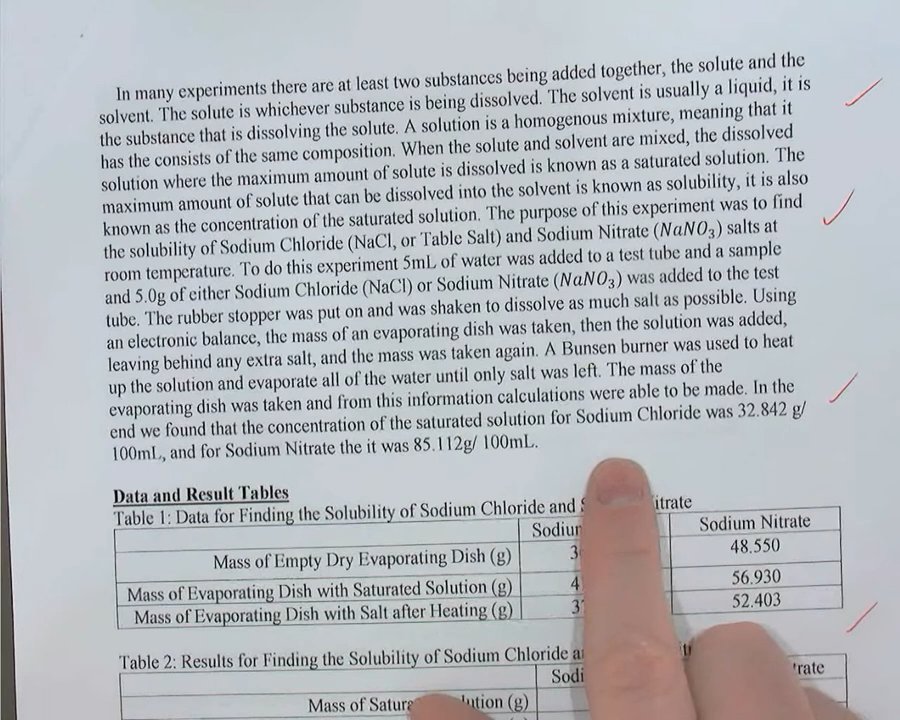 In many experiments there are at least two substances being added together, the solute and the
solvent. The solute is whichever substance is being dissolved. The solvent is usually a liquid, it is
the substance that is dissolving the solute. A solution is a homogenous mixture, meaning that it
has the consists of the same composition. When the solute and solvent are mixed, the dissolved
solution where the maximum amount of solute is dissolved is known as a saturated solution. The
maximum amount of solute that can be dissolved into the solvent is known as solubility, it is also
known as the concentration of the saturated solution. The purpose of this experiment was to find
the solubility of Sodium Chloride (NaCl, or Table Salt) and Sodium Nitrate (NaNO₃) salts at
room temperature. To do this experiment 5mL of water was added to a test tube and a sample
and 5.0g of either Sodium Chloride (NaCl) or Sodium Nitrate (NaNO₃) was added to the test
tube. The rubber stopper was put on and was shaken to dissolve as much salt as possible. Using
an electronic balance, the mass of an evaporating dish was taken, then the solution was added,
leaving behind any extra salt, and the mass was taken again. A Bunsen burner was used to heat
up the solution and evaporate all of the water until only salt was left. The mass of the
evaporating dish was taken and from this information calculations were able to be made. In the
end we found that the concentration of the saturated solution for Sodium Chloride was 32.842 g/
100mL, and for Sodium Nitrate the it was 85.112g/ 100mL.
Data and Result Tables
Table 1: Data for Finding the Solubility of Sodium Chloride and
Sodium Nitrate
Mass of Empty Dry Evaporating Dish (g) 48.550
Mass of Evaporating Dish with Saturated Solution (g) 56.930
Mass of Evaporating Dish with Salt after Heating (g) 52.403
Table 2: Results for Finding the Solubility of Sodium Chloride
Mass of (g)